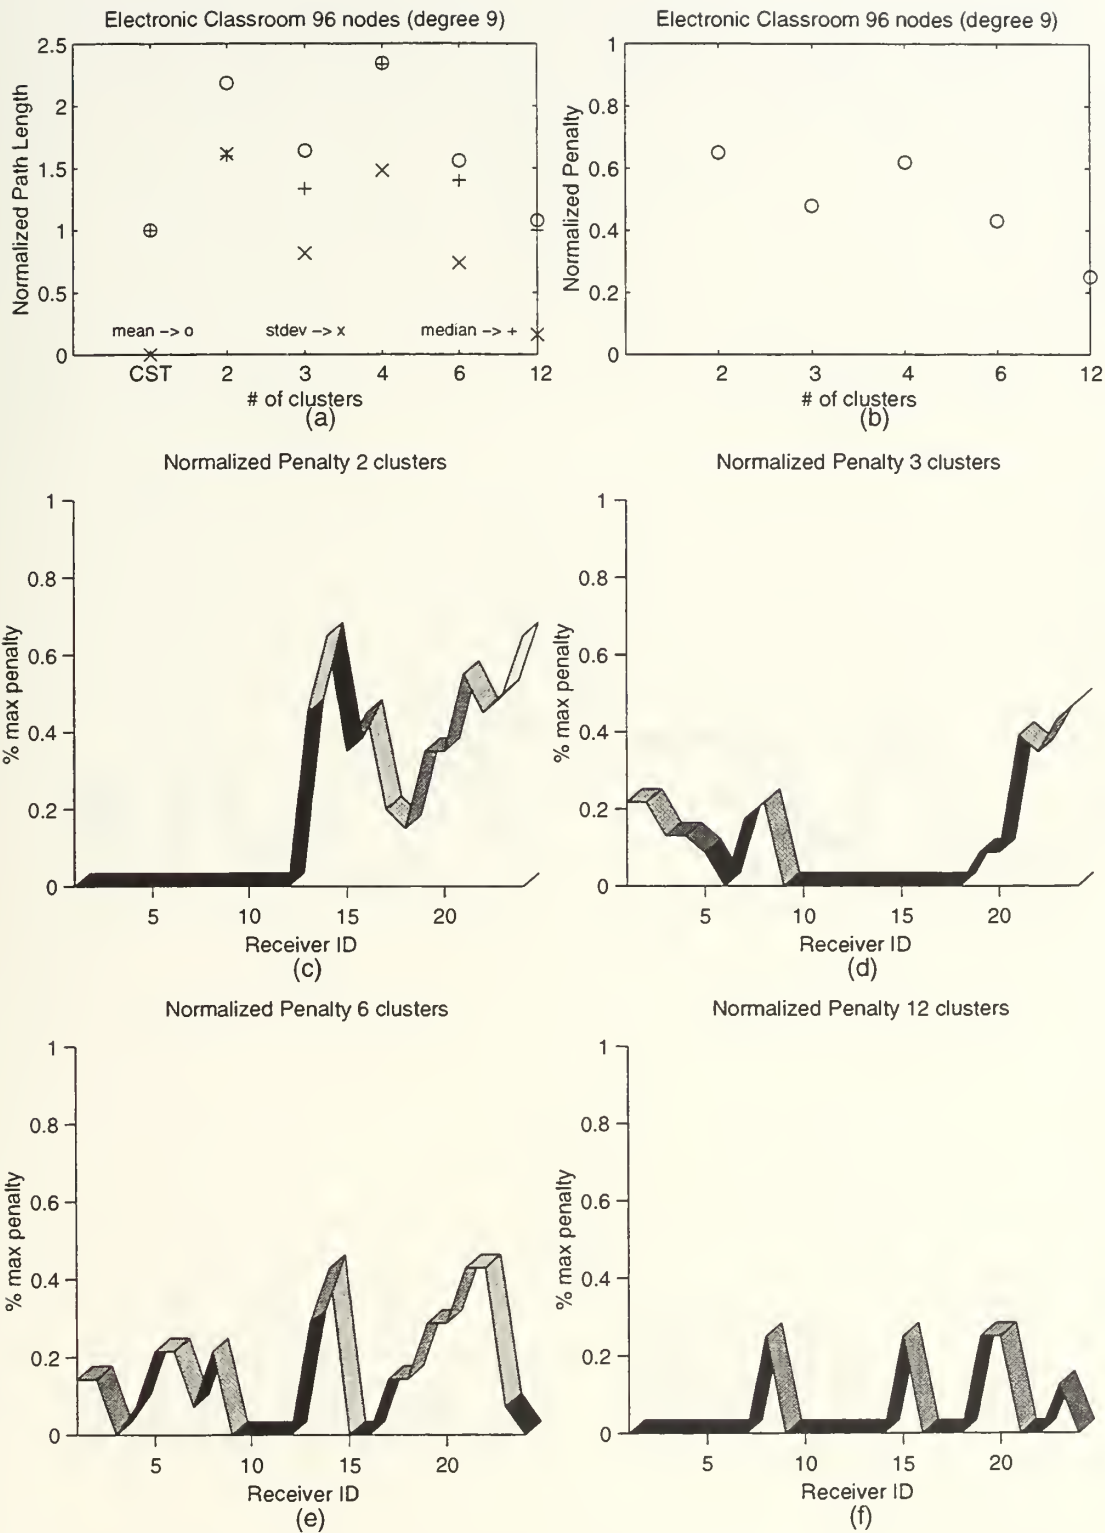 Electronic Classroom 96 nodes (degree 9)
Normalized Path Length
2.5
2
1.5
1
0.5
0
mean -> o
stdev -> x
median -> +
CST 2 3 4 6 12
# of clusters
(a)
Electronic Classroom 96 nodes (degree 9)
Normalized Penalty
1
0.8
0.6
0.4
0.2
0
2 3 4 6 12
# of clusters
(b)
Normalized Penalty 2 clusters
% max penalty
1
0.8
0.6
0.4
0.2
0
5 10 15 20
Receiver ID
(c)
Normalized Penalty 3 clusters
% max penalty
1
0.8
0.6
0.4
0.2
0
5 10 15 20
Receiver ID
(d)
Normalized Penalty 6 clusters
% max penalty
1
0.8
0.6
0.4
0.2
0
5 10 15 20
Receiver ID
(e)
Normalized Penalty 12 clusters
% max penalty
1
0.8
0.6
0.4
0.2
0
5 10 15 20
Receiver ID
(f)